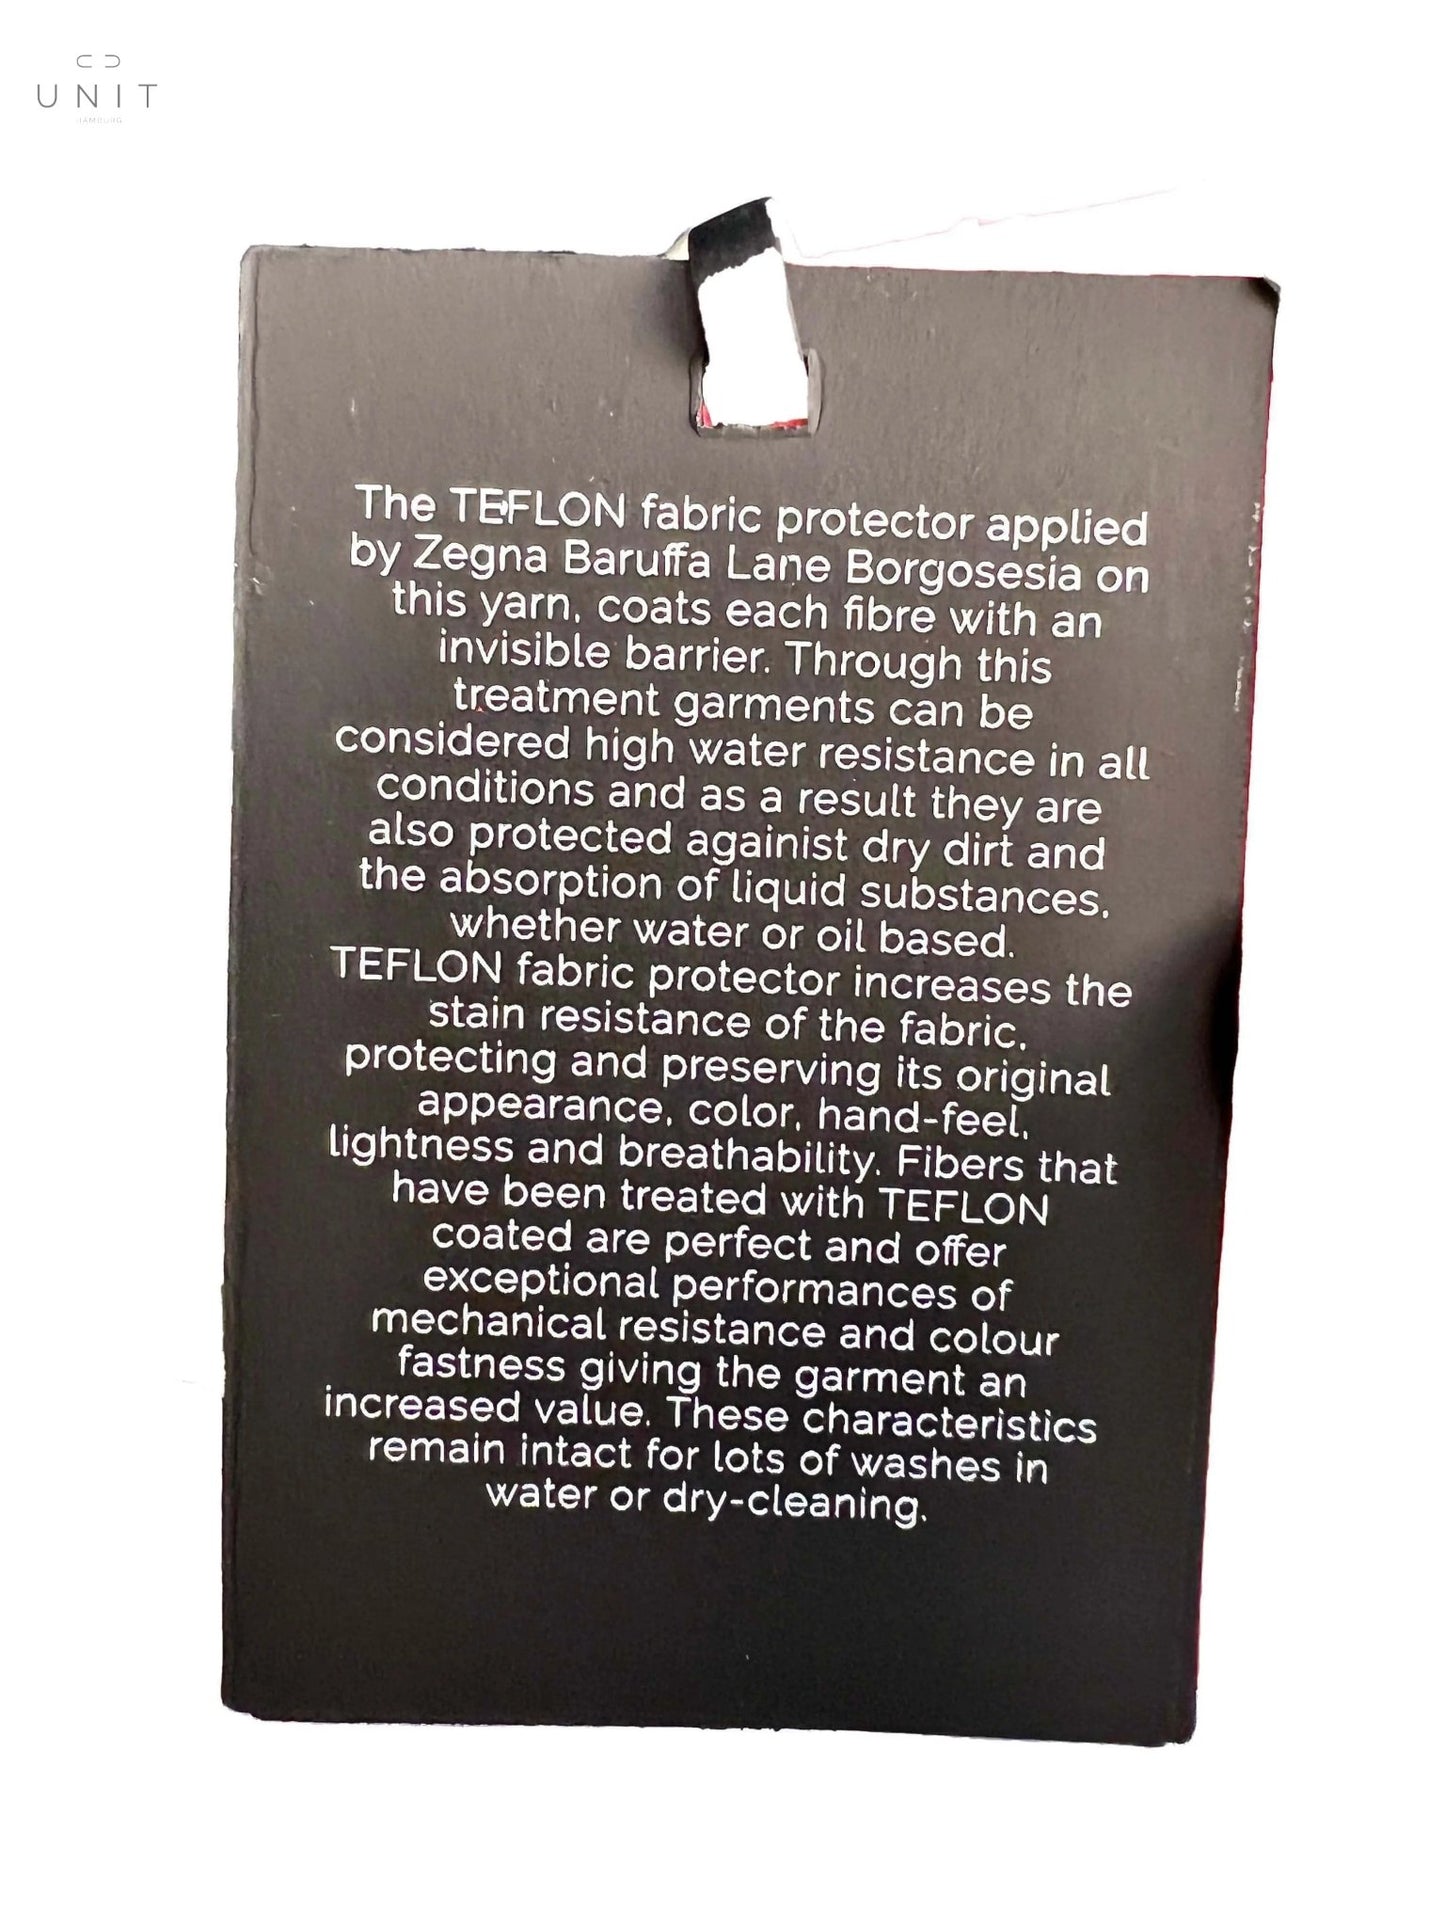 UNIT
HAMBURG
The TEFLON fabric protector applied
by Zegna Baruffa Lane Borgosesia on
this yarn, coats each fibre with an
invisible barrier. Through this
treatment garments can be
considered high water resistance in all
conditions and as a result they are
also protected againist dry dirt and
the absorption of liquid substances,
whether water or oil based.
TEFLON fabric protector increases the
stain resistance of the fabric,
protecting and preserving its original
appearance, color, hand-feel,
lightness and breathability. Fibers that
have been treated with TEFLON
coated are perfect and offer
exceptional performances of
mechanical resistance and colour
fastness giving the garment an
increased value. These characteristics
remain intact for lots of washes in
water or dry-cleaning.